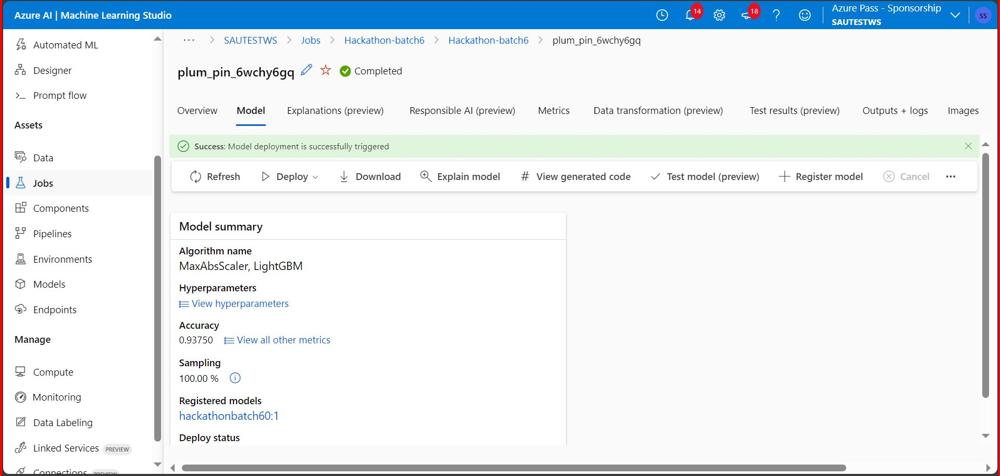 Azure AI | Machine Learning Studio
14
18
?
Azure Pass - Sponsorship
SAUTESTWS
SS
Automated ML
Designer
Prompt flow
Assets
Data
Jobs
Components
Pipelines
Environments
Models
Endpoints
Manage
Compute
Monitoring
Data Labeling
Linked Services PREVIEW
Connections PREVIEW
··· > SAUTESTWS > Jobs > Hackathon-batch6 > Hackathon-batch6 > plum_pin_6wchy6gq
plum_pin_6wchy6gq Completed
Overview Model Explanations (preview) Responsible AI (preview) Metrics Data transformation (preview) Test results (preview) Outputs + logs Images
Success: Model deployment is successfully triggered
Refresh Deploy Download Explain model # View generated code Test model (preview) Register model Cancel ···
Model summary
Algorithm name
MaxAbsScaler, LightGBM
Hyperparameters
View hyperparameters
Accuracy
0.93750 View all other metrics
Sampling
100.00 %
Registered models
hackathonbatch60:1
Deploy status